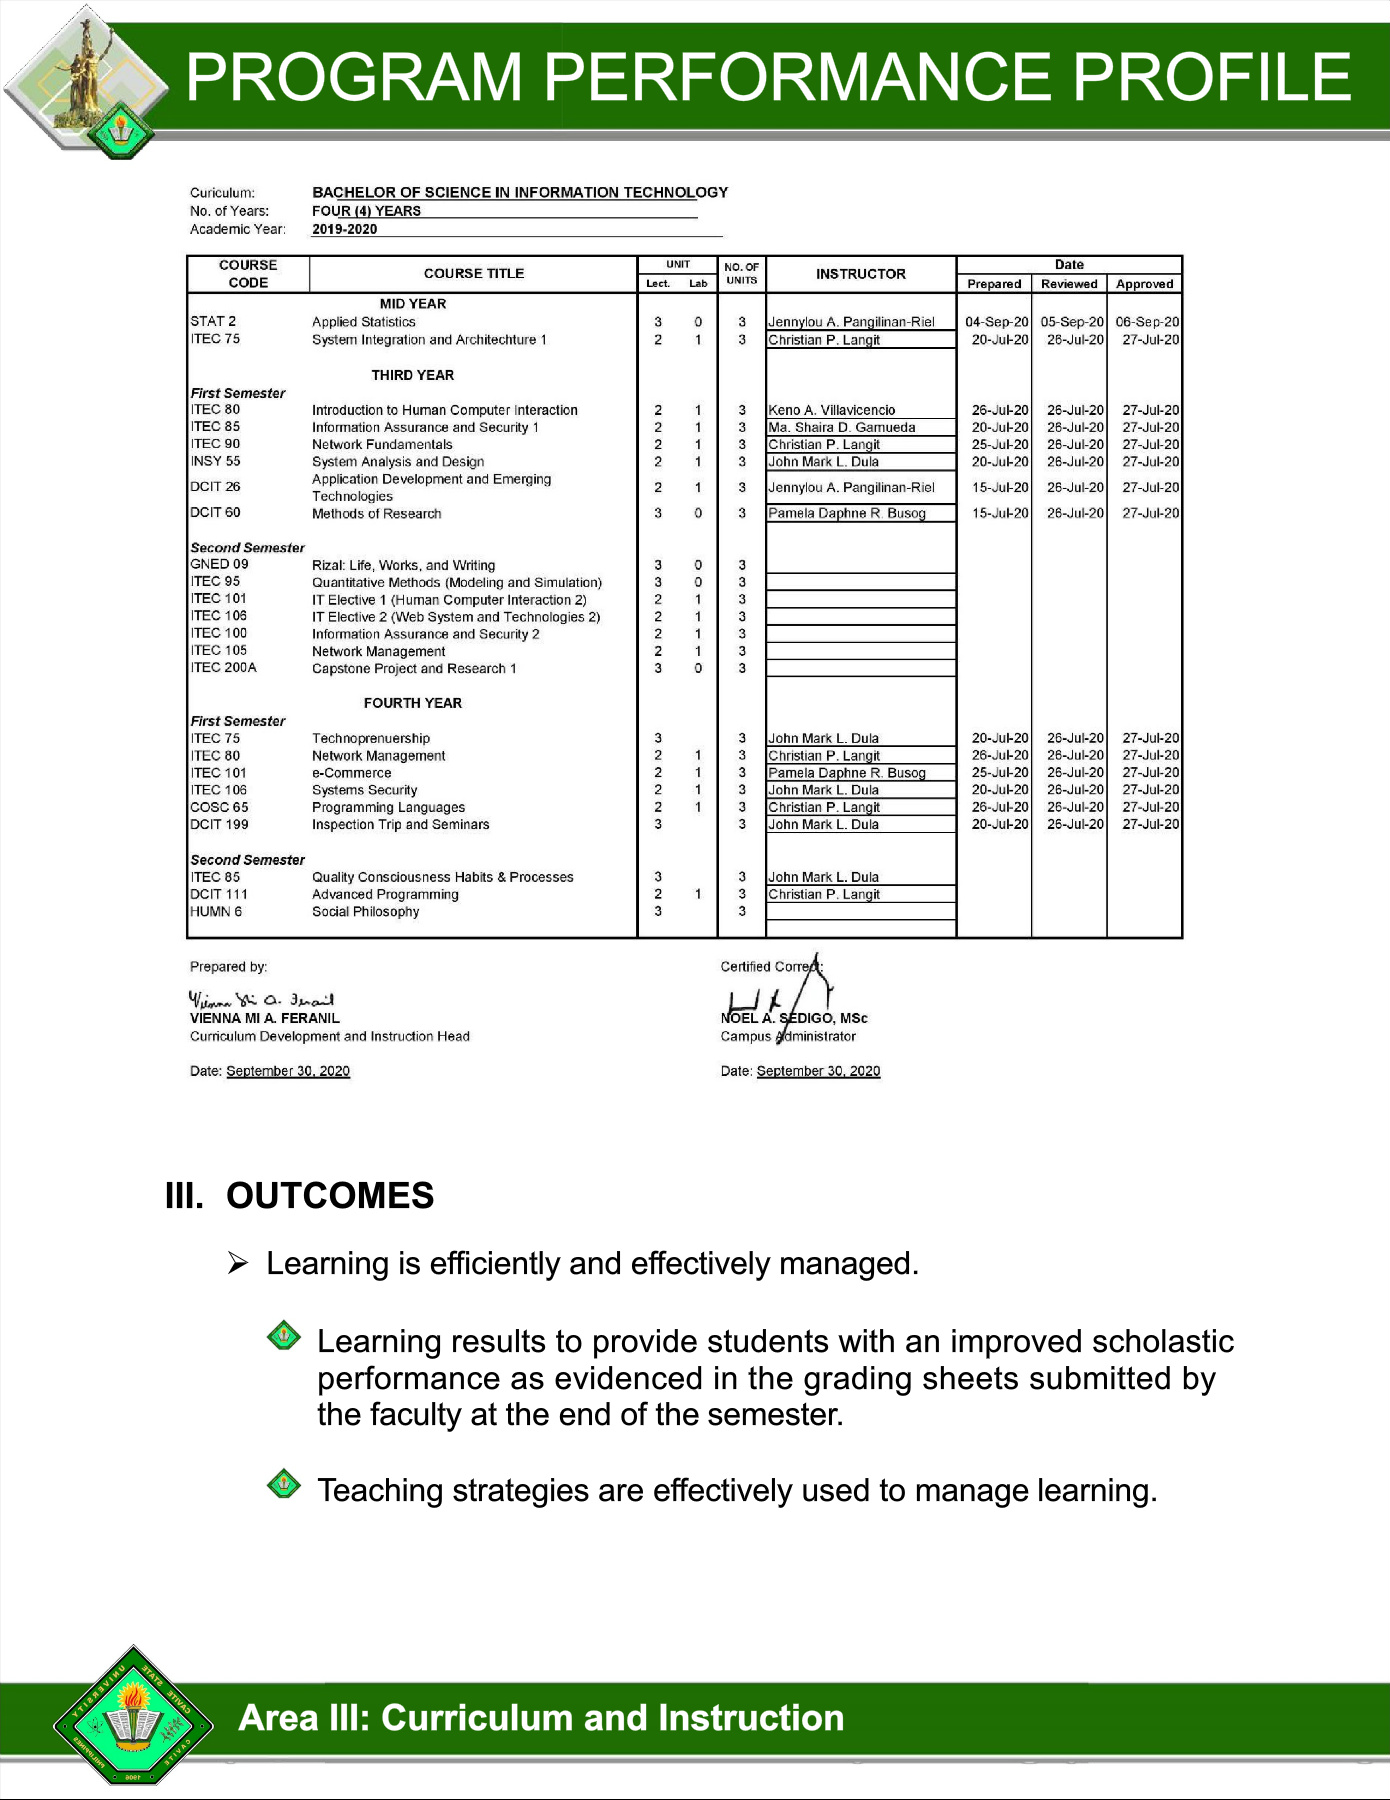 PROGRAM PERFORMANCE PROFILE
Curiculum: BACHELOR OF SCIENCE IN INFORMATION TECHNOLOGY
No. of Years: FOUR (4) YEARS
Academic Year: 2019-2020
COURSE CODE COURSE TITLE UNIT Lect. Lab NO. OF UNITS INSTRUCTOR Date Prepared Reviewed Approved
MID YEAR
STAT 2 Applied Statistics 3 0 3 Jennylou A. Pangilinan-Riel 04-Sep-20 05-Sep-20 06-Sep-20
ITEC 75 System Integration and Architechture 1 2 1 3 Christian P. Langit 20-Jul-20 26-Jul-20 27-Jul-20
THIRD YEAR
First Semester
ITEC 80 Introduction to Human Computer Interaction 2 1 3 Keno A. Villavicencio 26-Jul-20 26-Jul-20 27-Jul-20
ITEC 85 Information Assurance and Security 1 2 1 3 Ma. Shaira D. Gamueda 20-Jul-20 26-Jul-20 27-Jul-20
ITEC 90 Network Fundamentals 2 1 3 Christian P. Langit 25-Jul-20 26-Jul-20 27-Jul-20
INSY 55 System Analysis and Design 2 1 3 John Mark L. Dula 20-Jul-20 26-Jul-20 27-Jul-20
DCIT 26 Application Development and Emerging Technologies 2 1 3 Jennylou A. Pangilinan-Riel 15-Jul-20 26-Jul-20 27-Jul-20
DCIT 60 Methods of Research 3 0 3 Pamela Daphne R. Busog 15-Jul-20 26-Jul-20 27-Jul-20
Second Semester
GNED 09 Rizal: Life, Works, and Writing 3 0 3
ITEC 95 Quantitative Methods (Modeling and Simulation) 3 0 3
ITEC 101 IT Elective 1 (Human Computer Interaction 2) 2 1 3
ITEC 106 IT Elective 2 (Web System and Technologies 2) 2 1 3
ITEC 100 Information Assurance and Security 2 2 1 3
ITEC 105 Network Management 2 1 3
ITEC 200A Capstone Project and Research 1 3 0 3
FOURTH YEAR
First Semester
ITEC 75 Technoprenuership 3 3 John Mark L. Dula 20-Jul-20 26-Jul-20 27-Jul-20
ITEC 80 Network Management 2 1 3 Christian P. Langit 26-Jul-20 26-Jul-20 27-Jul-20
ITEC 101 e-Commerce 2 1 3 Pamela Daphne R. Busog 25-Jul-20 26-Jul-20 27-Jul-20
ITEC 106 Systems Security 2 1 3 John Mark L. Dula 20-Jul-20 26-Jul-20 27-Jul-20
COSC 65 Programming Languages 2 1 3 Christian P. Langit 26-Jul-20 26-Jul-20 27-Jul-20
DCIT 199 Inspection Trip and Seminars 3 3 John Mark L. Dula 20-Jul-20 26-Jul-20 27-Jul-20
Second Semester
ITEC 85 Quality Consciousness Habits & Processes 3 3 John Mark L. Dula
DCIT 111 Advanced Programming 2 1 3 Christian P. Langit
HUMN 6 Social Philosophy 3 3
Prepared by: Certified Correct:
Vienna Mi A. Feranil
VIENNA MI A. FERANIL NOEL A. SEDIGO, MSc
Curriculum Development and Instruction Head Campus Administrator
Date: September 30, 2020 Date: September 30, 2020
III. OUTCOMES
Learning is efficiently and effectively managed.
Learning results to provide students with an improved scholastic
performance as evidenced in the grading sheets submitted by
the faculty at the end of the semester.
Teaching strategies are effectively used to manage learning.
CAVITE STATE UNIVERSITY
CAVITE PHILIPPINES
1906
Area III: Curriculum and Instruction